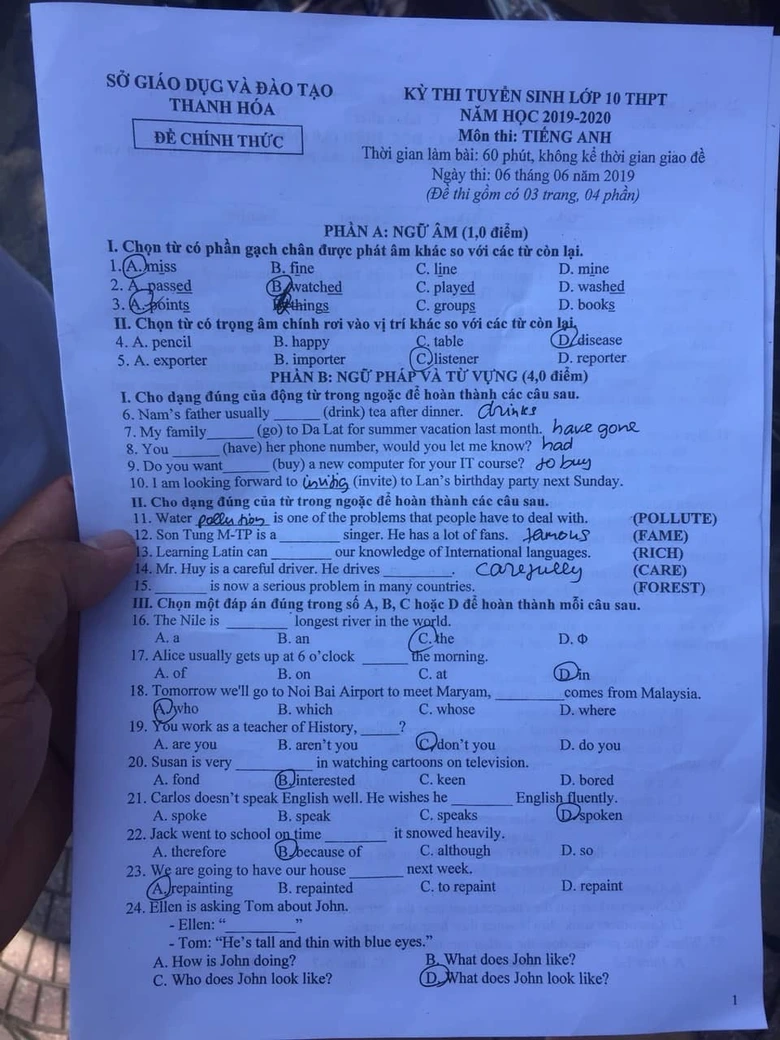 SỞ GIÁO DỤC VÀ ĐÀO TẠO
THANH HÓA
ĐỀ CHÍNH THỨC
KỲ THI TUYỂN SINH LỚP 10 THPT
NĂM HỌC 2019-2020
Môn thi: TIẾNG ANH
Thời gian làm bài: 60 phút, không kể thời gian giao đề
Ngày thi: 06 tháng 06 năm 2019
(Đề thi gồm có 03 trang, 04 phần)
PHẦN A: NGỮ ÂM (1,0 điểm)
I. Chọn từ có phần gạch chân được phát âm khác so với các từ còn lại.
1. A. miss B. fine C. line D. mine
2. A. passed B. watched C. played D. washed
3. A. points things C. groups D. books
II. Chọn từ có trọng âm chính rơi vào vị trí khác so với các từ còn lại.
4. A. pencil B. happy C. table D. disease
5. A. exporter B. importer C. listener D. reporter
PHẦN B: NGỮ PHÁP VÀ TỪ VỰNG (4,0 điểm)
I. Cho dạng đúng của động từ trong ngoặc để hoàn thành các câu sau.
6. Nam's father usually ______ (drink) tea after dinner. drinks
7. My family______ (go) to Da Lat for summer vacation last month. have gone
8. You ______ (have) her phone number, would you let me know? had
9. Do you want______ (buy) a new computer for your IT course? to buy
10. I am looking forward to inviting (invite) to Lan's birthday party next Sunday.
II. Cho dạng đúng của từ trong ngoặc để hoàn thành các câu sau.
11. Water pollution is one of the problems that people have to deal with. (POLLUTE)
12. Son Tung M-TP is a ________ singer. He has a lot of fans. famous (FAME)
13. Learning Latin can ________ our knowledge of International languages. (RICH)
14. Mr. Huy is a careful driver. He drives _________. carefully (CARE)
15. ______ is now a serious problem in many countries. (FOREST)
III. Chọn một đáp án đúng trong số A, B, C hoặc D để hoàn thành mỗi câu sau.
16. The Nile is ________ longest river in the world.
A. a B. an C. the D. Φ
17. Alice usually gets up at 6 o'clock ______ the morning.
A. of B. on C. at D. in
18. Tomorrow we'll go to Noi Bai Airport to meet Maryam, _________comes from Malaysia.
A. who B. which C. whose D. where
19. You work as a teacher of History, _____?
A. are you B. aren't you C. don't you D. do you
20. Susan is very __________ in watching cartoons on television.
A. fond B. interested C. keen D. bored
21. Carlos doesn't speak English well. He wishes he ________ English fluently.
A. spoke B. speak C. speaks D. spoken
22. Jack went to school on time ________ it snowed heavily.
A. therefore B. because of C. although D. so
23. We are going to have our house _______ next week.
A. repainting B. repainted C. to repaint D. repaint
24. Ellen is asking Tom about John.
- Ellen: “_________”
- Tom: “He's tall and thin with blue eyes.”
A. How is John doing? B. What does John like?
C. Who does John look like? D. What does John look like?
1